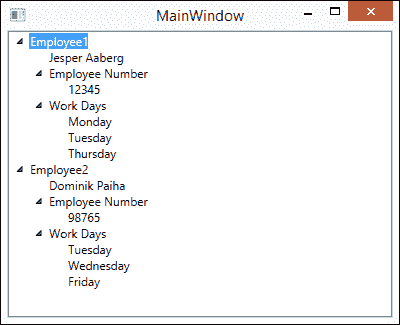 MainWindow
Employee1
Jesper Aaberg
Employee Number
12345
Work Days
Monday
Tuesday
Thursday
Employee2
Dominik Paiha
Employee Number
98765
Work Days
Tuesday
Wednesday
Friday